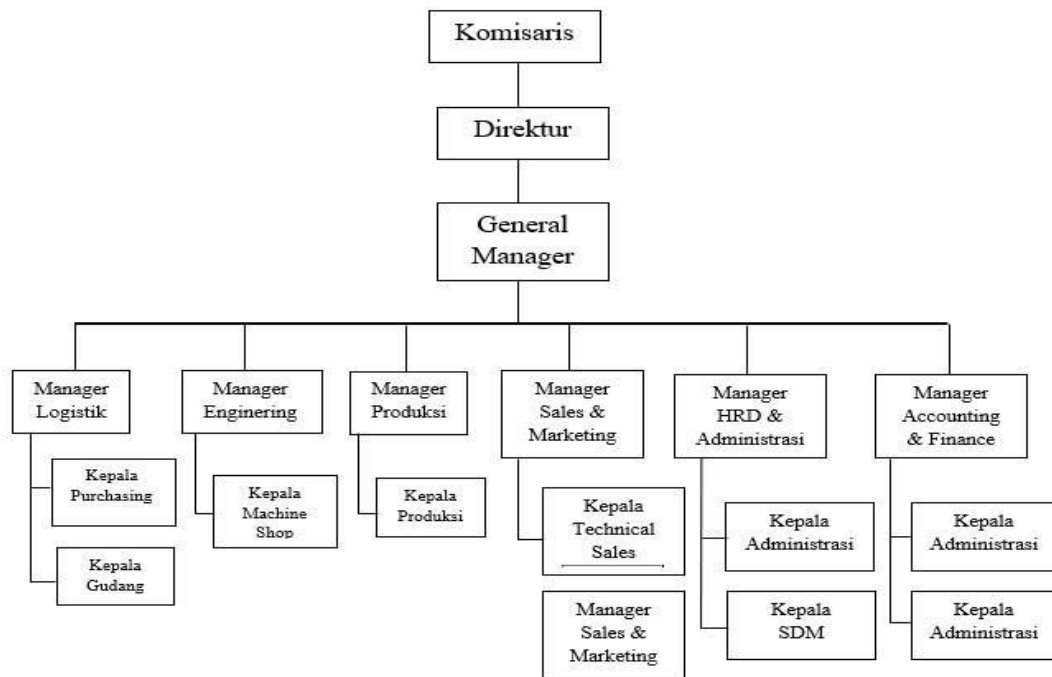 Komisaris
Direktur
General
Manager
Manager
Logistik
Manager
Enginering
Manager
Produksi
Manager
Sales &
Marketing
Manager
HRD &
Administrasi
Manager
Accounting
& Finance
Kepala
Purchasing
Kepala
Machine
Shop
Kepala
Produksi
Kepala
Technical
Sales
Kepala
Administrasi
Kepala
Administrasi
Kepala
Gudang
Manager
Sales &
Marketing
Kepala
SDM
Kepala
Administrasi